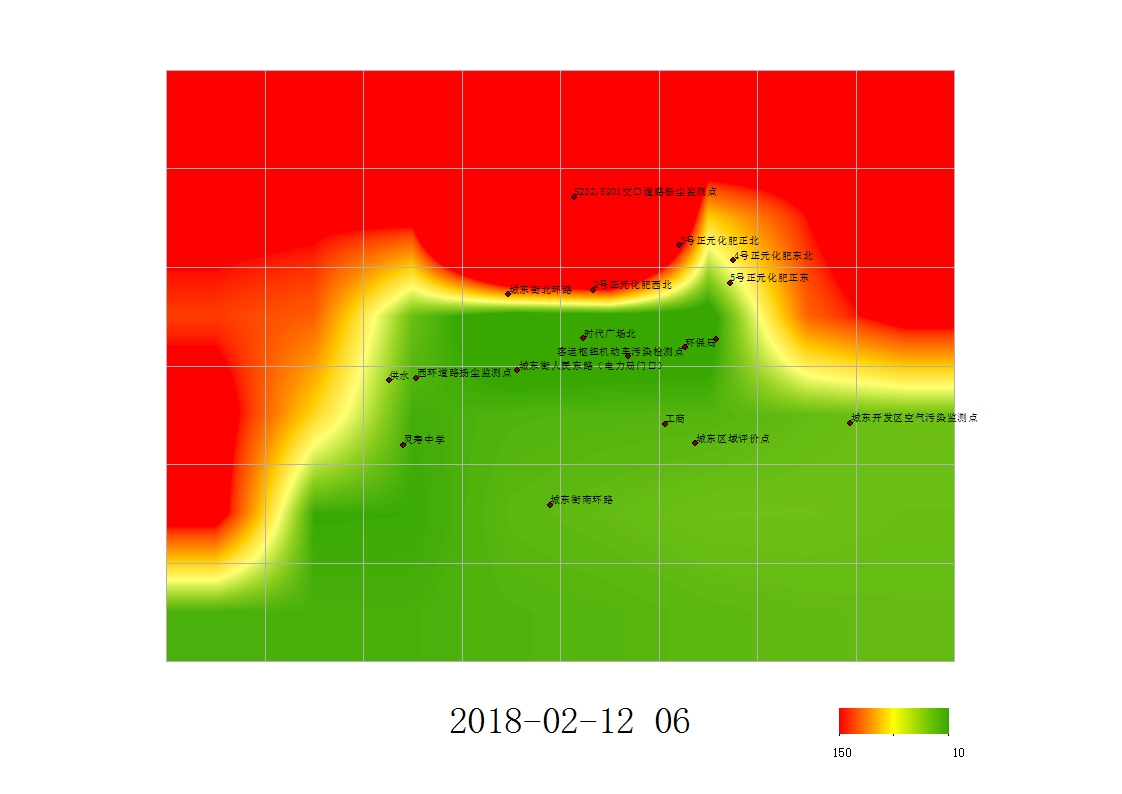 S232,S201交口道路扬尘监测点
3号正元化肥正北
4号正元化肥东北
5号正元化肥正东
2号正元化肥西北
城东街北环路
时代广场北
环保局
客运枢纽机动车污染检测点
城东街人民东路(电力局门口)
供水
西环道路扬尘监测点
工商
城东开发区空气污染监测点
灵寿中学
城东区域评价点
城东街南环路
2018-02-12 06
150
10